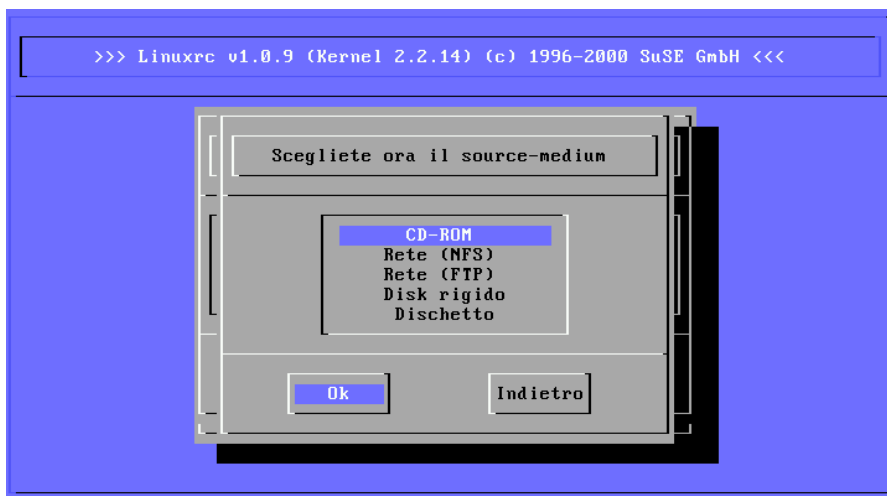 >>> Linuxrc v1.0.9 (Kernel 2.2.14) (c) 1996-2000 SuSE GmbH <<<
Scegliete ora il source-medium
CD-ROM
Rete (NFS)
Rete (FTP)
Disk rigido
Dischetto
Ok Indietro